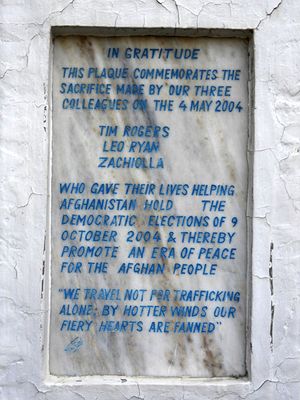 IN GRATITUDE
THIS PLAQUE COMMEMORATES THE
SACRIFICE MADE BY OUR THREE
COLLEAGUES ON THE 4 MAY 2004
TIM ROGERS
LEO RYAN
ZACHIOLLA
WHO GAVE THEIR LIVES HELPING
AFGHANISTAN HOLD THE
DEMOCRATIC ELECTIONS OF 9
OCTOBER 2004 & THEREBY
PROMOTE AN ERA OF PEACE
FOR THE AFGHAN PEOPLE
"WE TRAVEL NOT FOR TRAFFICKING
ALONE; BY HOTTER WINDS OUR
FIERY HEARTS ARE FANNED"